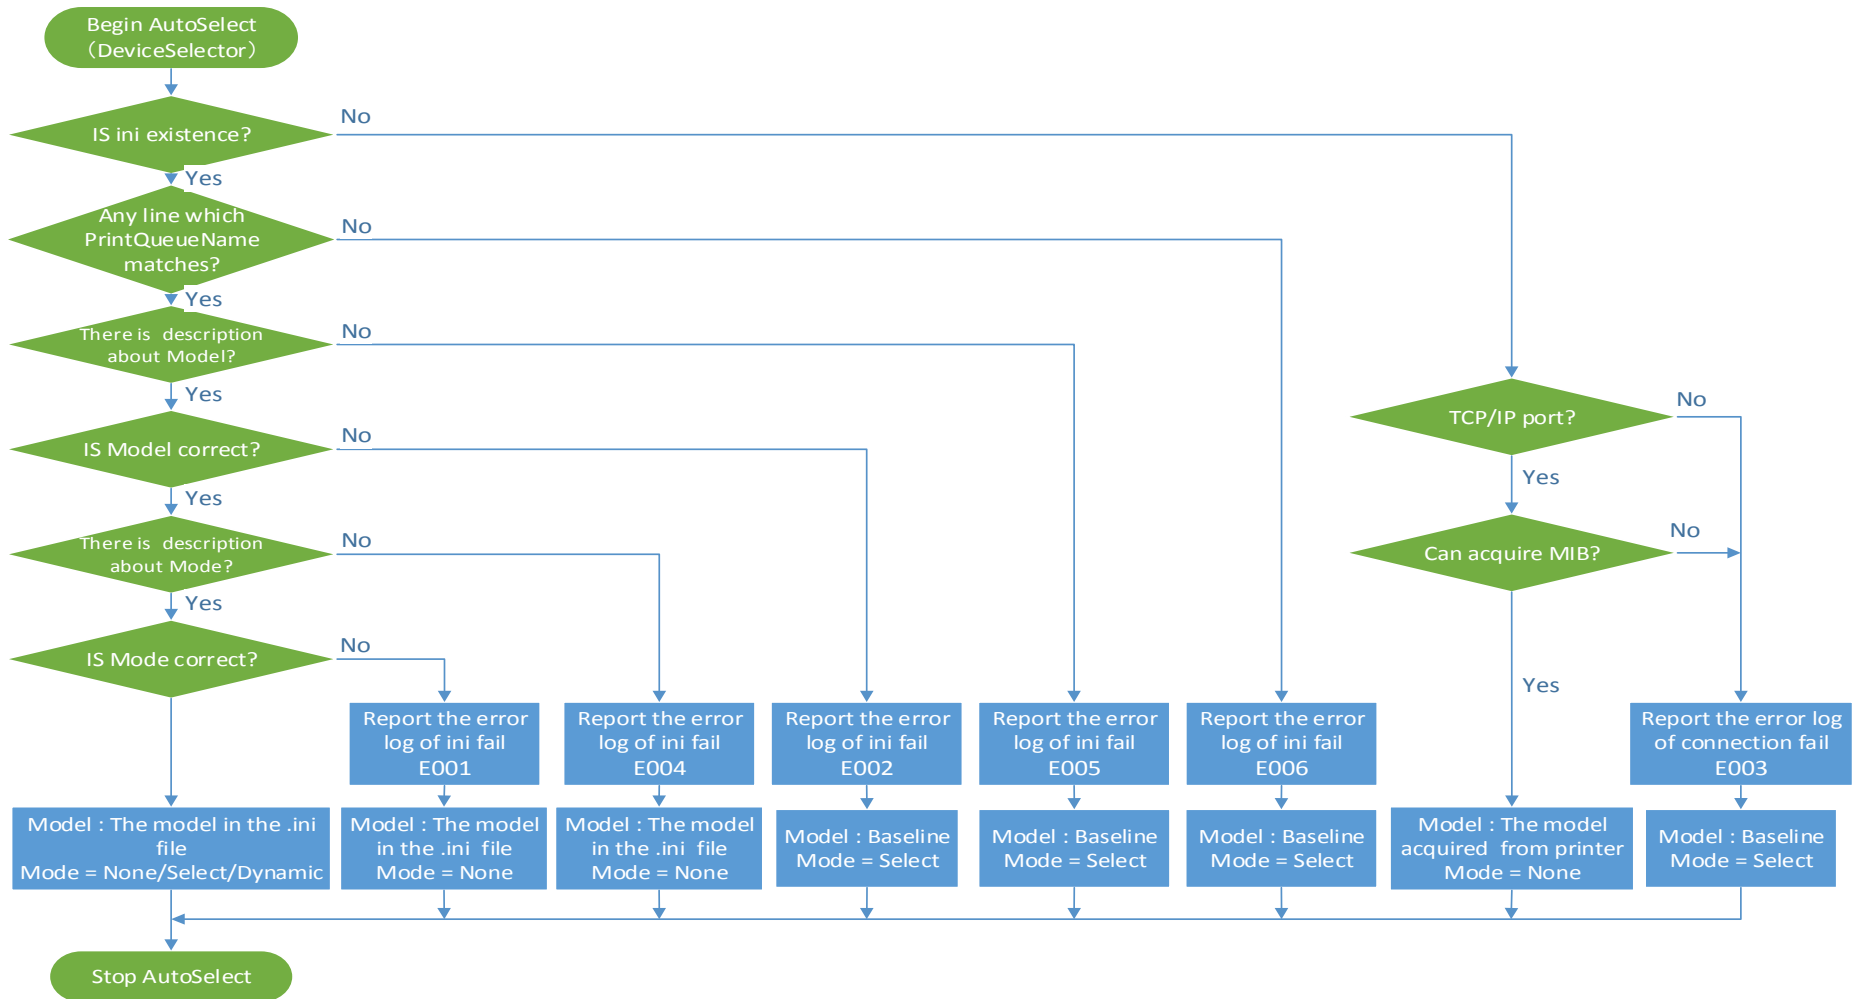 Begin AutoSelect
（DeviceSelector）
IS ini existence?
No
Yes
Any line which
PrintQueueName
matches?
No
Yes
There is description
about Model?
No
Yes
IS Model correct?
No
Yes
There is description
about Mode?
No
Yes
IS Mode correct?
No
TCP/IP port?
No
Yes
Can acquire MIB?
No
Yes
Report the error
log of ini fail
E001
Report the error
log of ini fail
E004
Report the error
log of ini fail
E002
Report the error
log of ini fail
E005
Report the error
log of ini fail
E006
Report the error log
of connection fail
E003
Model : The model in the .ini
file
Mode = None/Select/Dynamic
Model : The model
in the .ini file
Mode = None
Model : The model
in the .ini file
Mode = None
Model : Baseline
Mode = Select
Model : Baseline
Mode = Select
Model : Baseline
Mode = Select
Model : The model
acquired from printer
Mode = None
Model : Baseline
Mode = Select
Stop AutoSelect